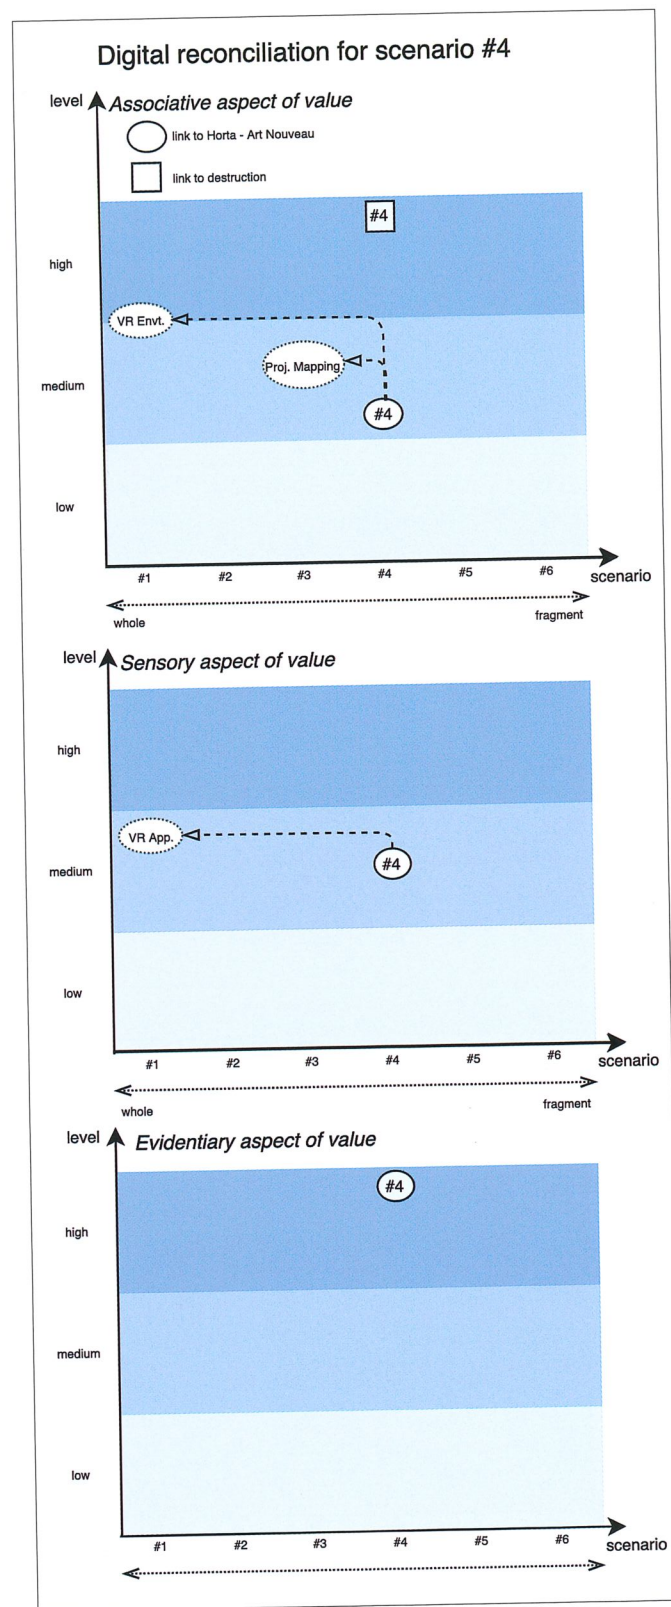 Digital reconciliation for scenario #4
level
Associative aspect of value
link to Horta - Art Nouveau
link to destruction
#4
high
VR Envt.
Proj. Mapping
medium
#4
low
#1 #2 #3 #4 #5 #6
scenario
whole
fragment
level
Sensory aspect of value
high
VR App.
#4
medium
low
#1 #2 #3 #4 #5 #6
scenario
whole
fragment
level
Evidentiary aspect of value
#4
high
medium
low
#1 #2 #3 #4 #5 #6
scenario